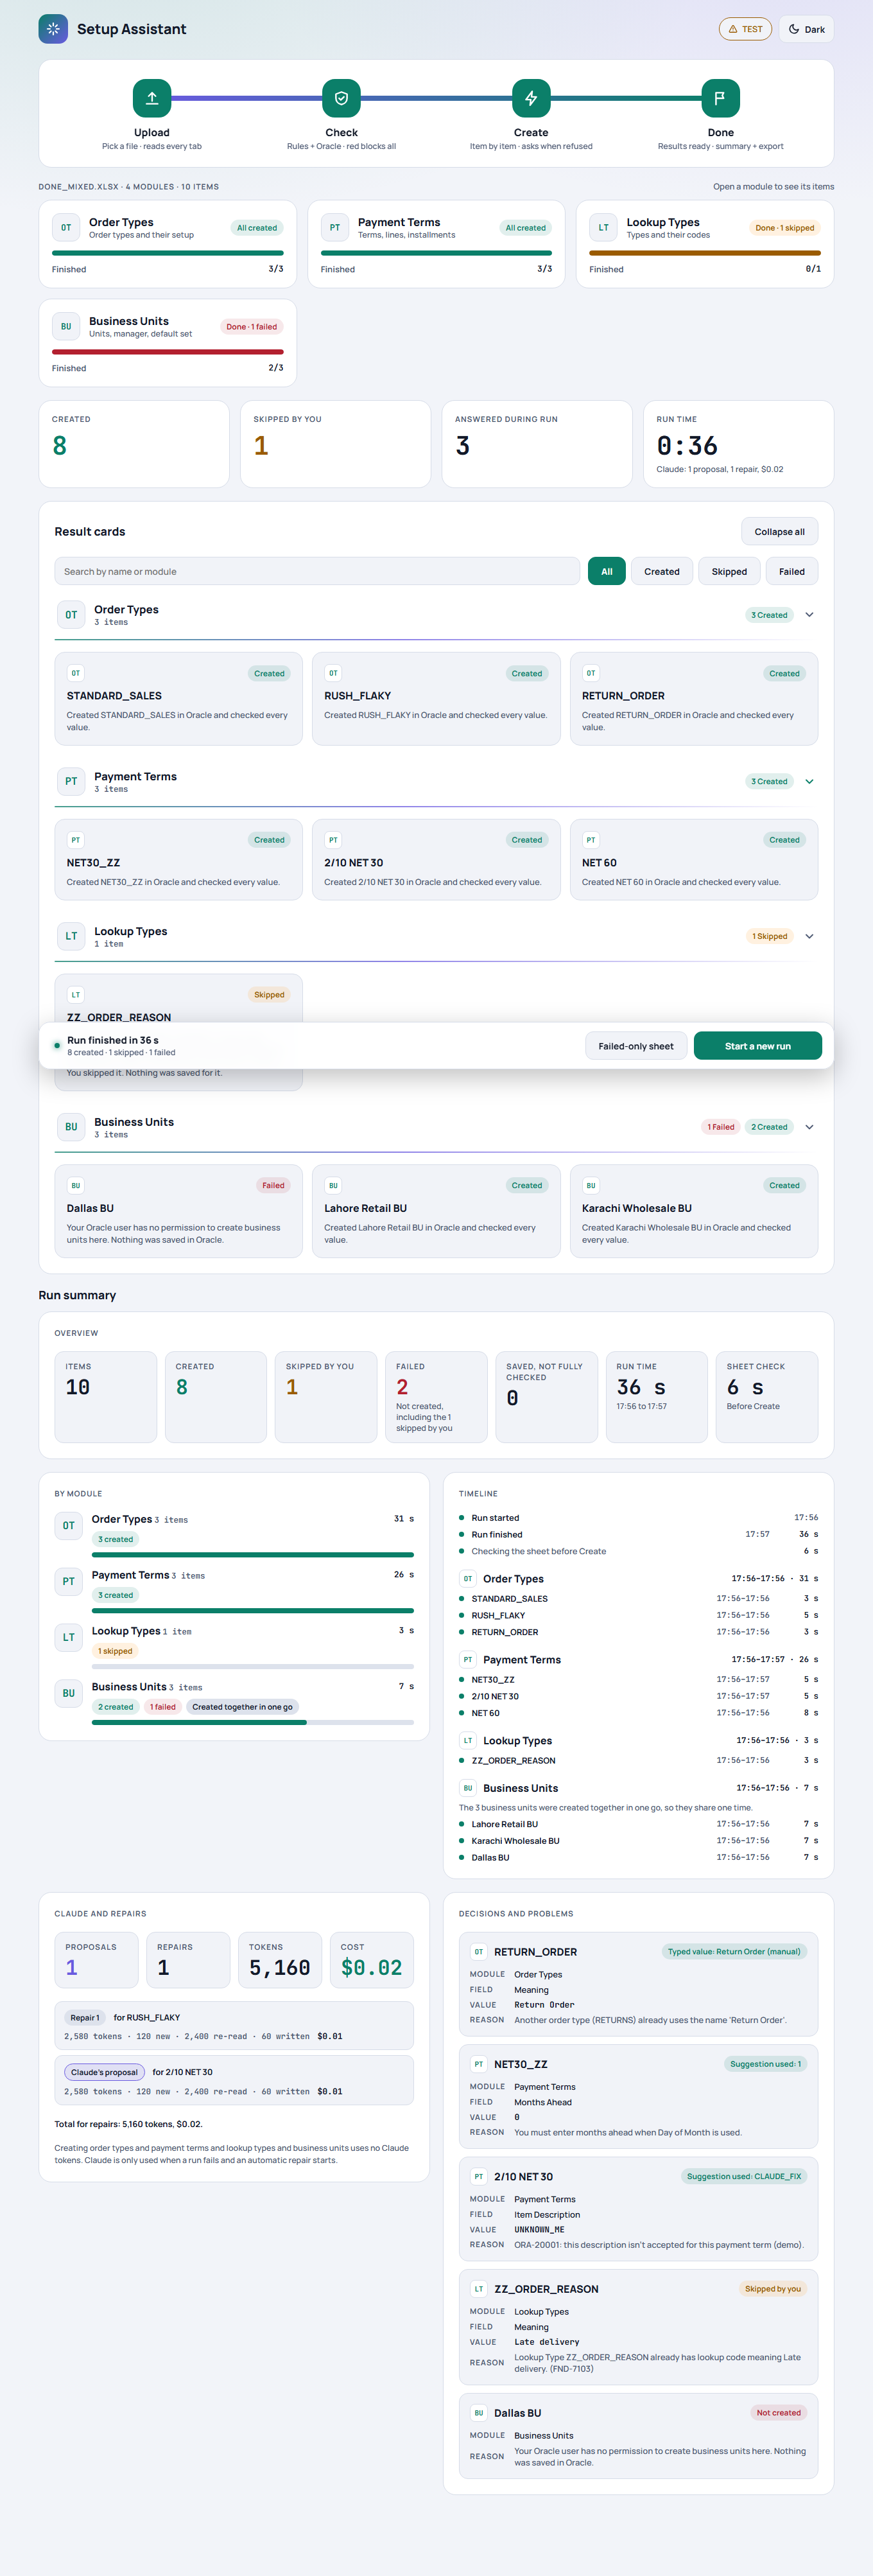 Setup Assistant
TEST
Dark
Upload
Pick a file · reads every tab
Check
Rules + Oracle · red blocks all
Create
Item by item · asks when refused
Done
Results ready · summary + export
DONE_MIXED.XLSX · 4 MODULES · 10 ITEMS
Open a module to see its items
OT
Order Types
Order types and their setup
All created
Finished
3/3
PT
Payment Terms
Terms, lines, installments
All created
Finished
3/3
LT
Lookup Types
Types and their codes
Done · 1 skipped
Finished
0/1
BU
Business Units
Units, manager, default set
Done · 1 failed
Finished
2/3
CREATED
8
SKIPPED BY YOU
1
ANSWERED DURING RUN
3
RUN TIME
0:36
Claude: 1 proposal, 1 repair, $0.02
Result cards
Collapse all
Search by name or module
All
Created
Skipped
Failed
OT
Order Types
3 items
3 Created
OT
Created
STANDARD_SALES
Created STANDARD_SALES in Oracle and checked every
value.
OT
Created
RUSH_FLAKY
Created RUSH_FLAKY in Oracle and checked every value.
OT
Created
RETURN_ORDER
Created RETURN_ORDER in Oracle and checked every
value.
PT
Payment Terms
3 items
3 Created
PT
Created
NET30_ZZ
Created NET30_ZZ in Oracle and checked every value.
PT
Created
2/10 NET 30
Created 2/10 NET 30 in Oracle and checked every value.
PT
Created
NET 60
Created NET 60 in Oracle and checked every value.
LT
Lookup Types
1 item
1 Skipped
LT
Skipped
ZZ_ORDER_REASON
Run finished in 36 s
8 created · 1 skipped · 1 failed
Failed-only sheet
Start a new run
You skipped it. Nothing was saved for it.
BU
Business Units
3 items
1 Failed
2 Created
BU
Failed
Dallas BU
Your Oracle user has no permission to create business
units here. Nothing was saved in Oracle.
BU
Created
Lahore Retail BU
Created Lahore Retail BU in Oracle and checked every
value.
BU
Created
Karachi Wholesale BU
Created Karachi Wholesale BU in Oracle and checked
every value.
Run summary
OVERVIEW
ITEMS
10
CREATED
8
SKIPPED BY YOU
1
FAILED
2
Not created,
including the 1
skipped by you
SAVED, NOT FULLY
CHECKED
0
RUN TIME
36 s
17:56 to 17:57
SHEET CHECK
6 s
Before Create
BY MODULE
OT
Order Types 3 items
31 s
3 created
PT
Payment Terms 3 items
26 s
3 created
LT
Lookup Types 1 item
3 s
1 skipped
BU
Business Units 3 items
7 s
2 created
1 failed
Created together in one go
TIMELINE
Run started 17:56
Run finished 17:57 36 s
Checking the sheet before Create 6 s
OT Order Types 17:56–17:56 · 31 s
STANDARD_SALES 17:56–17:56 3 s
RUSH_FLAKY 17:56–17:56 5 s
RETURN_ORDER 17:56–17:56 3 s
PT Payment Terms 17:56–17:57 · 26 s
NET30_ZZ 17:56–17:57 5 s
2/10 NET 30 17:56–17:57 5 s
NET 60 17:56–17:56 8 s
LT Lookup Types 17:56–17:56 · 3 s
ZZ_ORDER_REASON 17:56–17:56 3 s
BU Business Units 17:56–17:56 · 7 s
The 3 business units were created together in one go, so they share one time.
Lahore Retail BU 17:56–17:56 7 s
Karachi Wholesale BU 17:56–17:56 7 s
Dallas BU 17:56–17:56 7 s
CLAUDE AND REPAIRS
PROPOSALS
1
REPAIRS
1
TOKENS
5,160
COST
$0.02
Repair 1 for RUSH_FLAKY
2,580 tokens · 120 new · 2,400 re-read · 60 written $0.01
Claude's proposal for 2/10 NET 30
2,580 tokens · 120 new · 2,400 re-read · 60 written $0.01
Total for repairs: 5,160 tokens, $0.02.
Creating order types and payment terms and lookup types and business units uses no Claude
tokens. Claude is only used when a run fails and an automatic repair starts.
DECISIONS AND PROBLEMS
OT RETURN_ORDER
Typed value: Return Order (manual)
MODULE Order Types
FIELD Meaning
VALUE Return Order
REASON Another order type (RETURNS) already uses the name 'Return Order'.
PT NET30_ZZ
Suggestion used: 1
MODULE Payment Terms
FIELD Months Ahead
VALUE 0
REASON You must enter months ahead when Day of Month is used.
PT 2/10 NET 30
Suggestion used: CLAUDE_FIX
MODULE Payment Terms
FIELD Item Description
VALUE UNKNOWN_ME
REASON ORA-20001: this description isn't accepted for this payment term (demo).
LT ZZ_ORDER_REASON
Skipped by you
MODULE Lookup Types
FIELD Meaning
VALUE Late delivery
REASON Lookup Type ZZ_ORDER_REASON already has lookup code meaning Late
delivery. (FND-7103)
BU Dallas BU
Not created
MODULE Business Units
REASON Your Oracle user has no permission to create business units here. Nothing
was saved in Oracle.